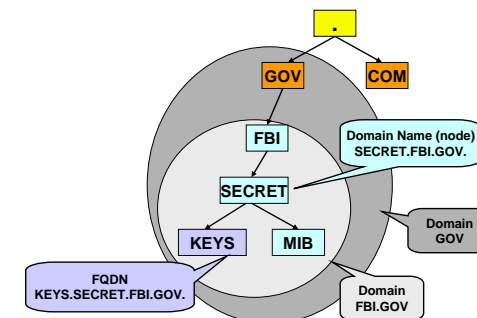 .
GOV
COM
FBI
Domain Name (node)
SECRET.FBI.GOV.
SECRET
Domain
GOV
KEYS
MIB
FQDN
KEYS.SECRET.FBI.GOV.
Domain
FBI.GOV